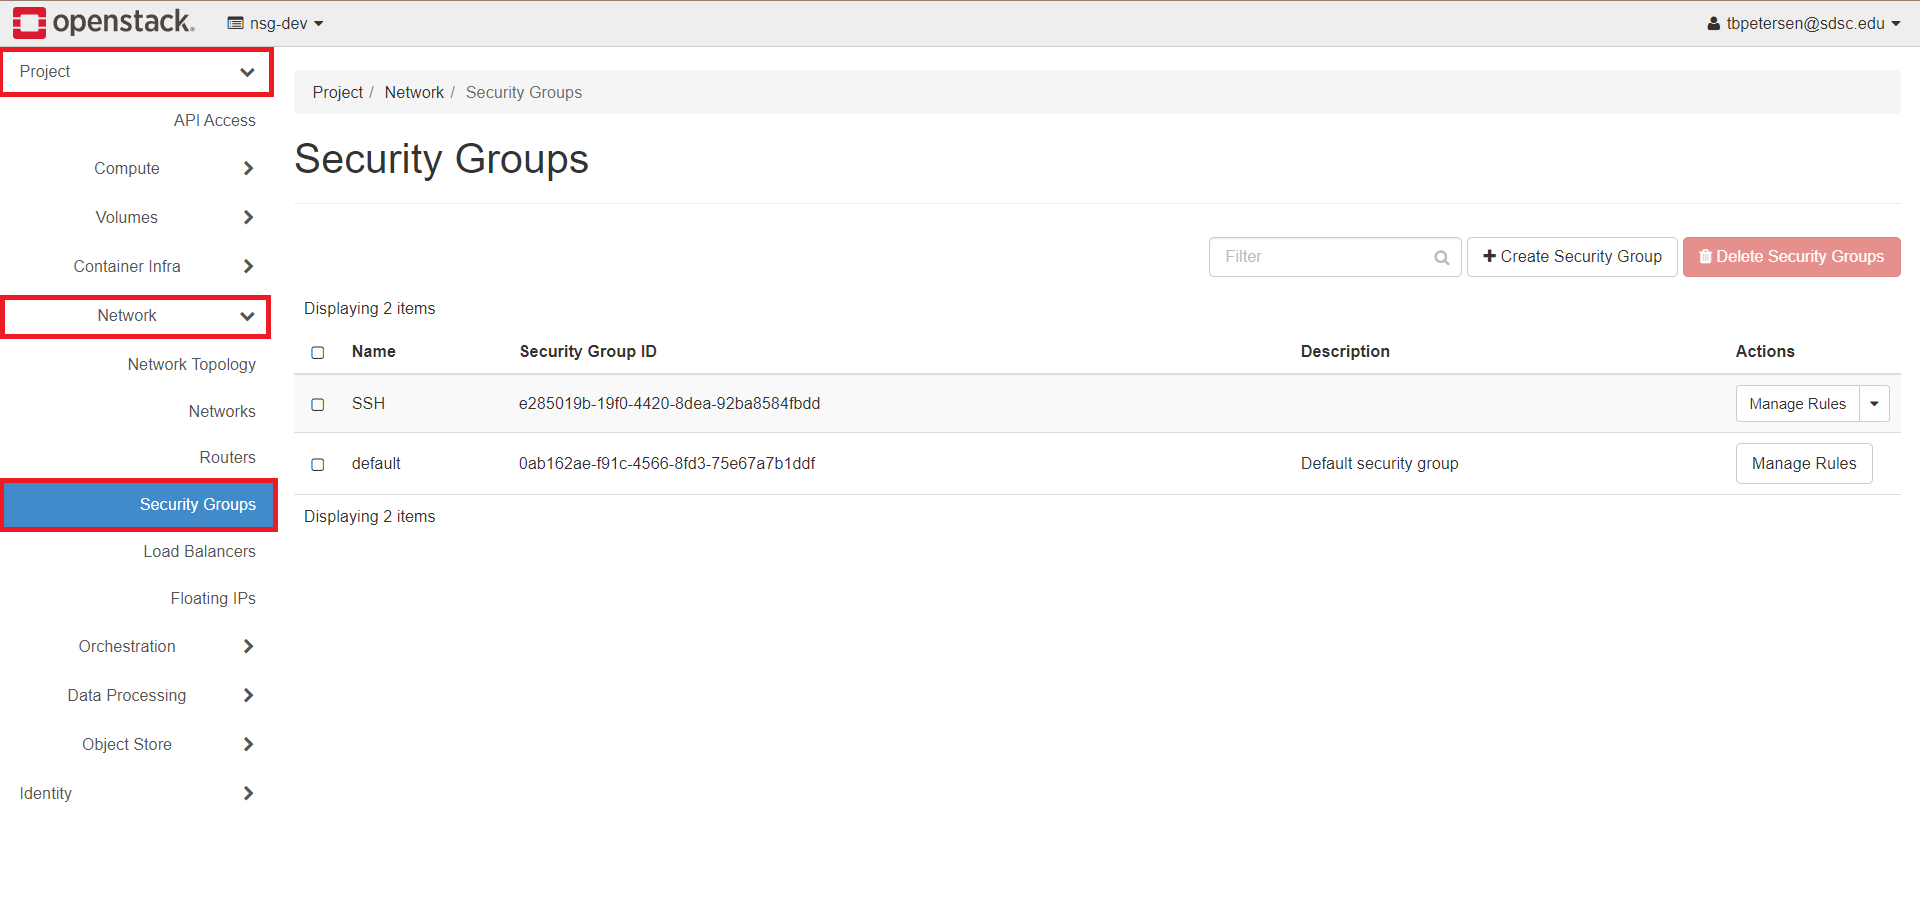 openstack.
nsg-dev
tbpetersen@sdsc.edu
Project
API Access
Compute
Volumes
Container Infra
Network
Network Topology
Networks
Routers
Security Groups
Load Balancers
Floating IPs
Orchestration
Data Processing
Object Store
Identity
Project / Network / Security Groups
Security Groups
Filter
Create Security Group
Delete Security Groups
Displaying 2 items
Name Security Group ID Description Actions
SSH e285019b-19f0-4420-8dea-92ba8584fbdd Manage Rules
default 0ab162ae-f91c-4566-8fd3-75e67a7b1ddf Default security group Manage Rules
Displaying 2 items